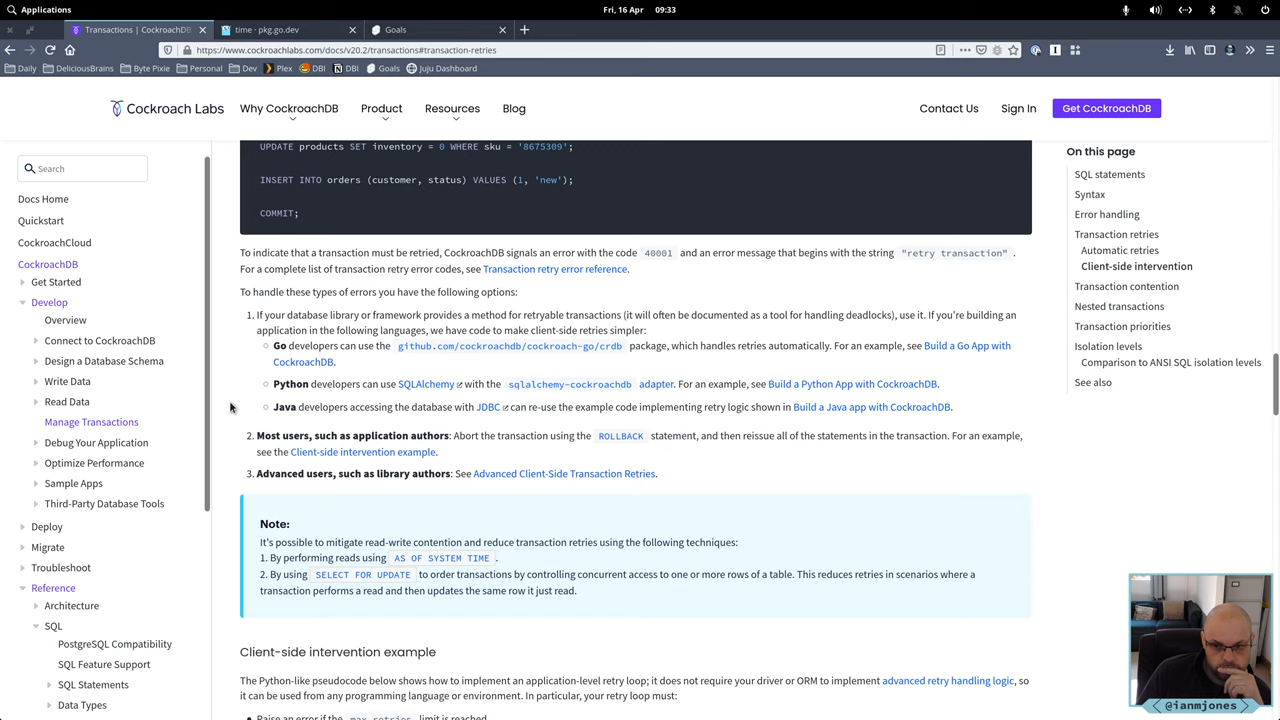 Applications
Fri, 16 Apr 09:33
Transactions | CockroachDB
time · pkg.go.dev
Goals
https://www.cockroachlabs.com/docs/v20.2/transactions#transaction-retries
Daily
DeliciousBrains
Byte Pixie
Personal
Dev
Plex
DBI
DBI
Goals
Juju Dashboard
Cockroach Labs
Why CockroachDB
Product
Resources
Blog
Contact Us
Sign In
Get CockroachDB
Search
Docs Home
Quickstart
CockroachCloud
CockroachDB
Get Started
Develop
Overview
Connect to CockroachDB
Design a Database Schema
Write Data
Read Data
Manage Transactions
Debug Your Application
Optimize Performance
Sample Apps
Third-Party Database Tools
Deploy
Migrate
Troubleshoot
Reference
Architecture
SQL
PostgreSQL Compatibility
SQL Feature Support
SQL Statements
Data Types
UPDATE products SET inventory = 0 WHERE sku = '8675309';
INSERT INTO orders (customer, status) VALUES (1, 'new');
COMMIT;
To indicate that a transaction must be retried, CockroachDB signals an error with the code 40001 and an error message that begins with the string "retry transaction" .
For a complete list of transaction retry error codes, see Transaction retry error reference.
To handle these types of errors you have the following options:
1. If your database library or framework provides a method for retryable transactions (it will often be documented as a tool for handling deadlocks), use it. If you're building an
application in the following languages, we have code to make client-side retries simpler:
Go developers can use the github.com/cockroachdb/cockroach-go/crdb package, which handles retries automatically. For an example, see Build a Go App with
CockroachDB.
Python developers can use SQLAlchemy with the sqlalchemy-cockroachdb adapter. For an example, see Build a Python App with CockroachDB.
Java developers accessing the database with JDBC can re-use the example code implementing retry logic shown in Build a Java app with CockroachDB.
2. Most users, such as application authors: Abort the transaction using the ROLLBACK statement, and then reissue all of the statements in the transaction. For an example,
see the Client-side intervention example.
3. Advanced users, such as library authors: See Advanced Client-Side Transaction Retries.
Note:
It's possible to mitigate read-write contention and reduce transaction retries using the following techniques:
1. By performing reads using AS OF SYSTEM TIME .
2. By using SELECT FOR UPDATE to order transactions by controlling concurrent access to one or more rows of a table. This reduces retries in scenarios where a
transaction performs a read and then updates the same row it just read.
Client-side intervention example
The Python-like pseudocode below shows how to implement an application-level retry loop; it does not require your driver or ORM to implement advanced retry handling logic, so
it can be used from any programming language or environment. In particular, your retry loop must:
Raise an error if the max_retries limit is reached
On this page
SQL statements
Syntax
Error handling
Transaction retries
Automatic retries
Client-side intervention
Transaction contention
Nested transactions
Transaction priorities
Isolation levels
Comparison to ANSI SQL isolation levels
See also
@ianmjones